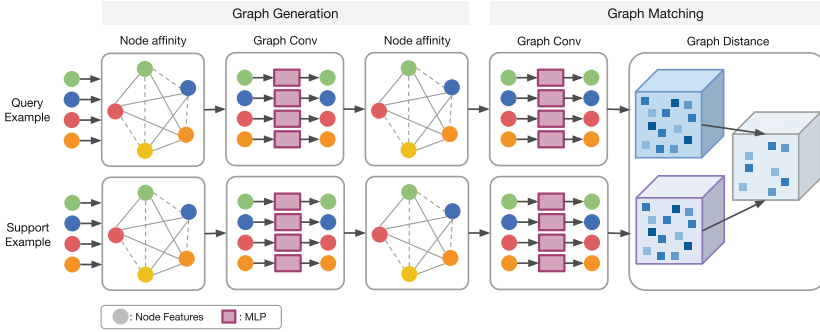 Graph Generation
Graph Matching
Node affinity
Graph Conv
Node affinity
Graph Conv
Graph Distance
Query
Example
Support
Example
: Node Features
: MLP